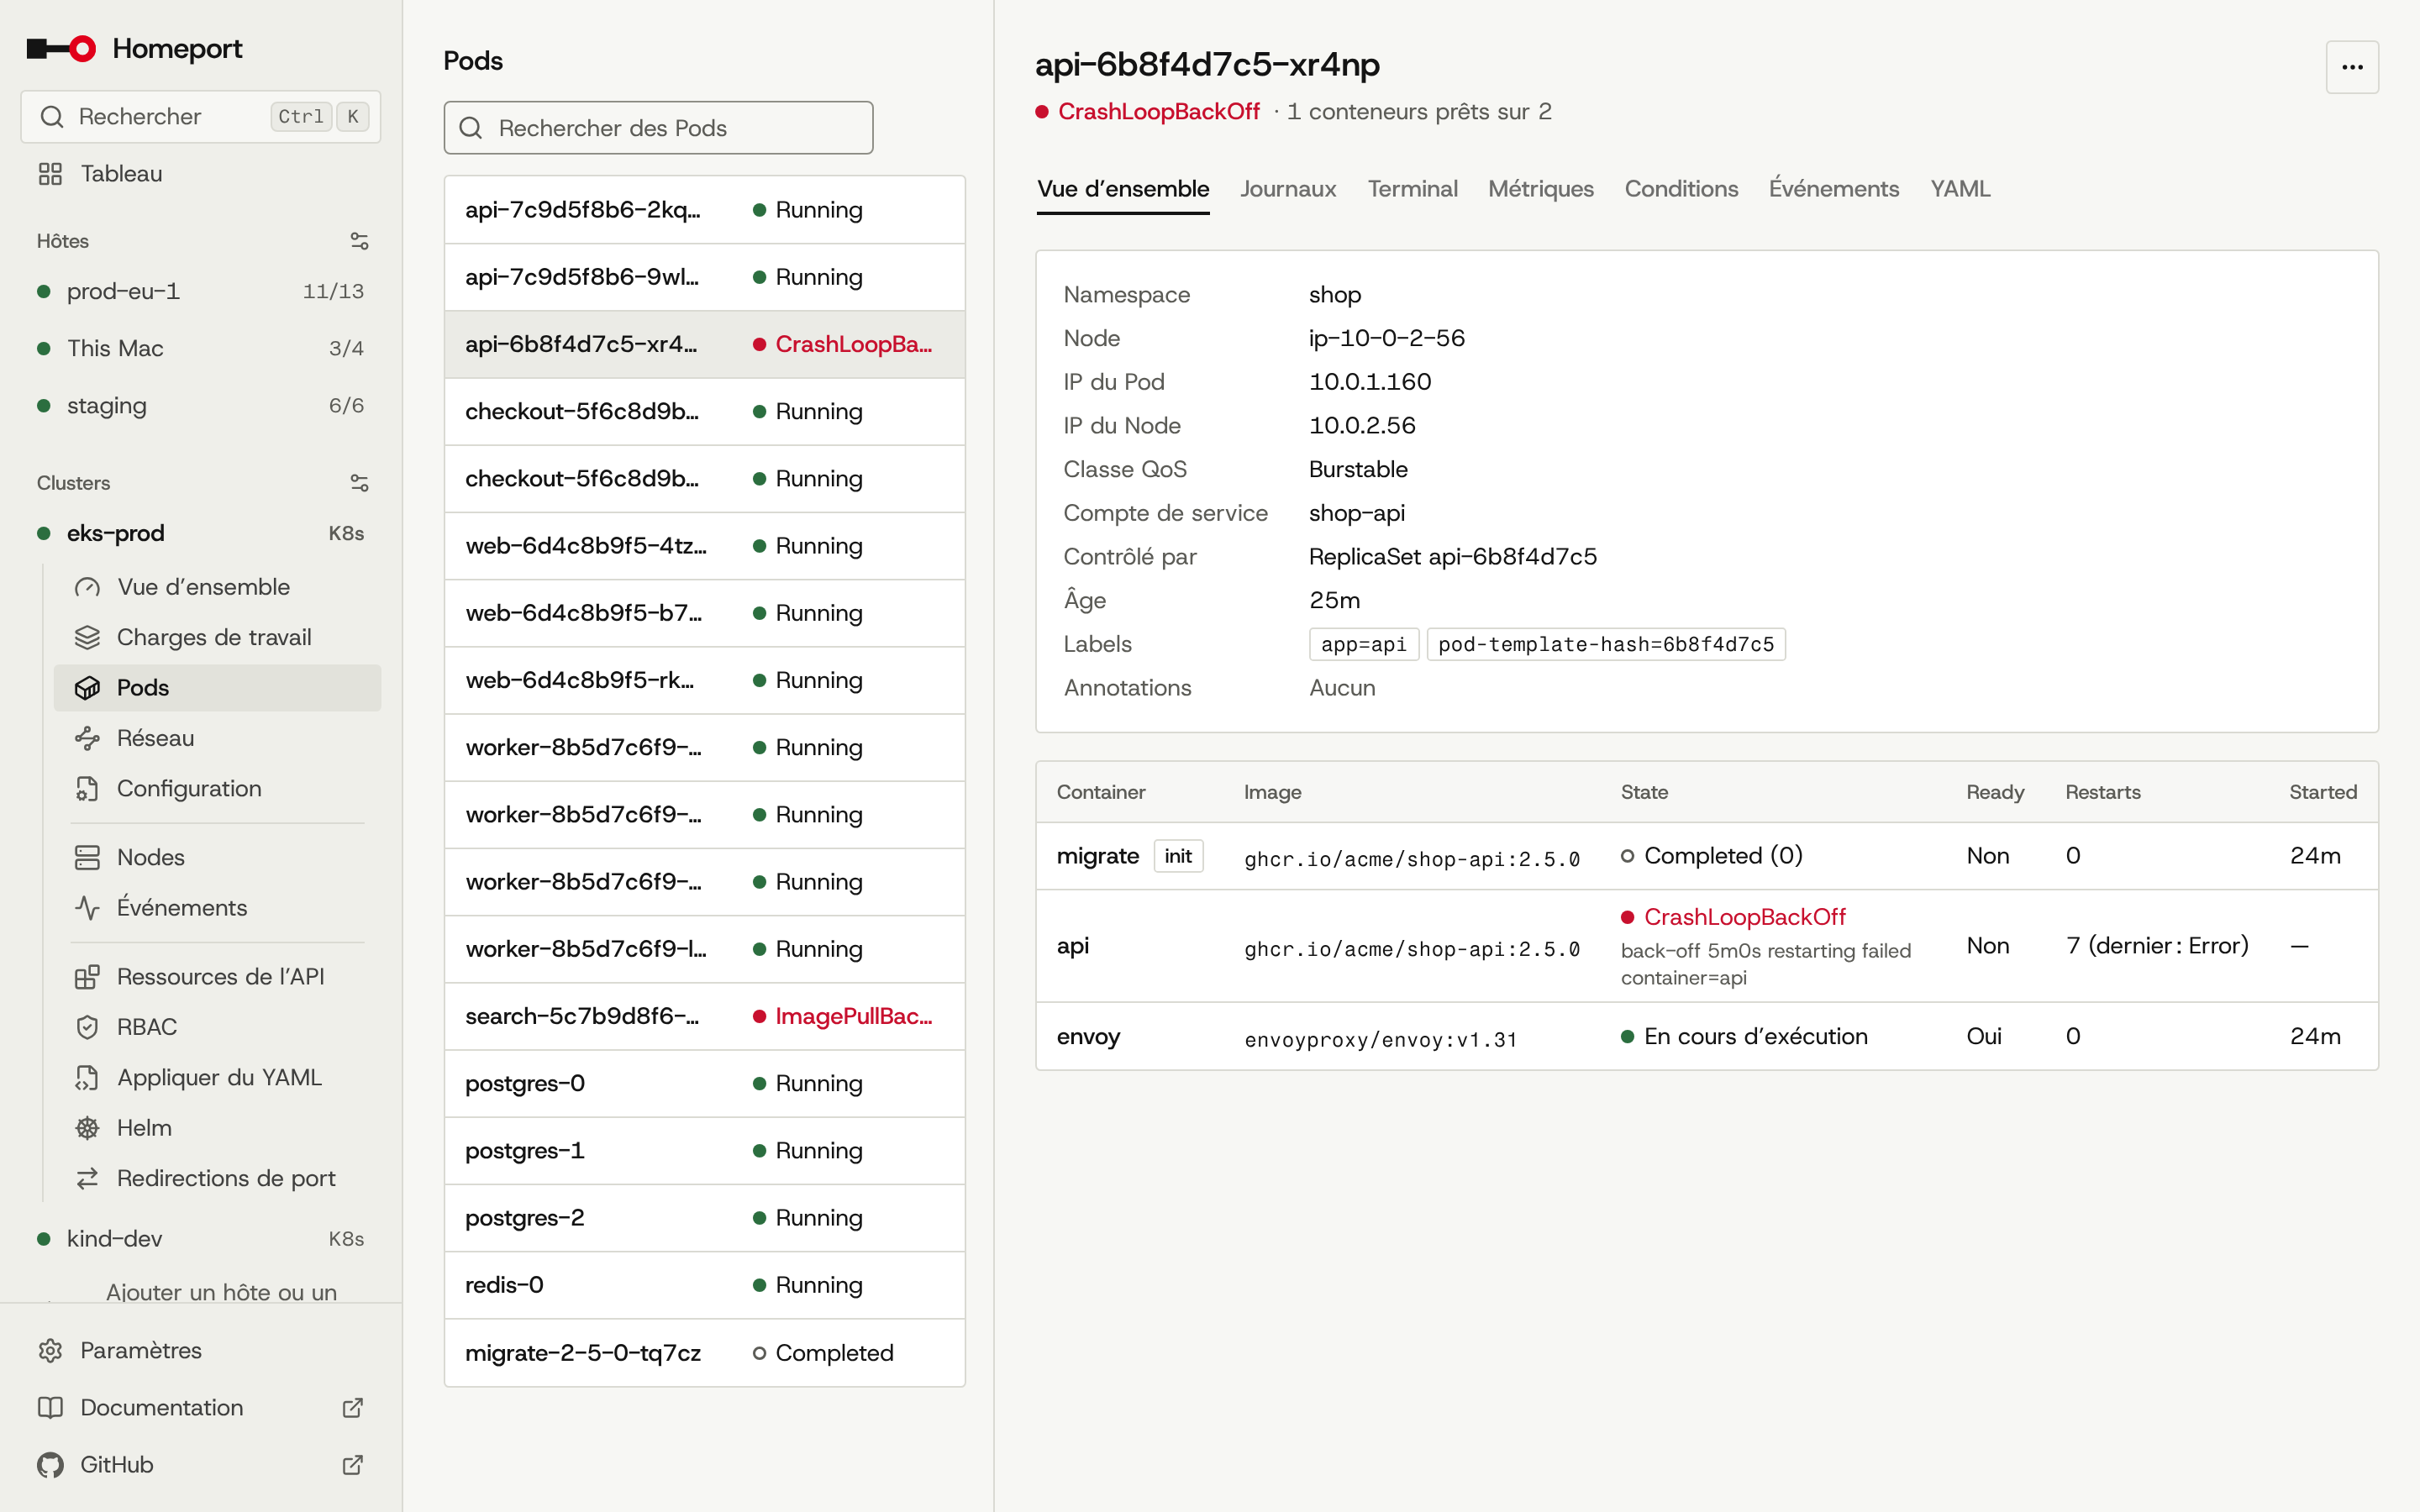 Homeport
Rechercher Ctrl K
Tableau
Hôtes
prod-eu-1 11/13
This Mac 3/4
staging 6/6
Clusters
eks-prod K8s
Vue d’ensemble
Charges de travail
Pods
Réseau
Configuration
Nodes
Événements
Ressources de l’API
RBAC
Appliquer du YAML
Helm
Redirections de port
kind-dev K8s
Ajouter un hôte ou un
Paramètres
Documentation
GitHub
Pods
Rechercher des Pods
api-7c9d5f8b6-2kq… Running
api-7c9d5f8b6-9wl… Running
api-6b8f4d7c5-xr4… CrashLoopBa…
checkout-5f6c8d9b… Running
checkout-5f6c8d9b… Running
web-6d4c8b9f5-4tz… Running
web-6d4c8b9f5-b7… Running
web-6d4c8b9f5-rk… Running
worker-8b5d7c6f9-… Running
worker-8b5d7c6f9-… Running
worker-8b5d7c6f9-… Running
worker-8b5d7c6f9-l… Running
search-5c7b9d8f6-… ImagePullBac…
postgres-0 Running
postgres-1 Running
postgres-2 Running
redis-0 Running
migrate-2-5-0-tq7cz Completed
api-6b8f4d7c5-xr4np
CrashLoopBackOff · 1 conteneurs prêts sur 2
Vue d’ensemble Journaux Terminal Métriques Conditions Événements YAML
Namespace shop
Node ip-10-0-2-56
IP du Pod 10.0.1.160
IP du Node 10.0.2.56
Classe QoS Burstable
Compte de service shop-api
Contrôlé par ReplicaSet api-6b8f4d7c5
Âge 25m
Labels app=api pod-template-hash=6b8f4d7c5
Annotations Aucun
Container Image State Ready Restarts Started
migrate init ghcr.io/acme/shop-api:2.5.0 Completed (0) Non 0 24m
api ghcr.io/acme/shop-api:2.5.0 CrashLoopBackOff Non 7 (dernier : Error) —
back-off 5m0s restarting failed
container=api
envoy envoyproxy/envoy:v1.31 En cours d’exécution Oui 0 24m